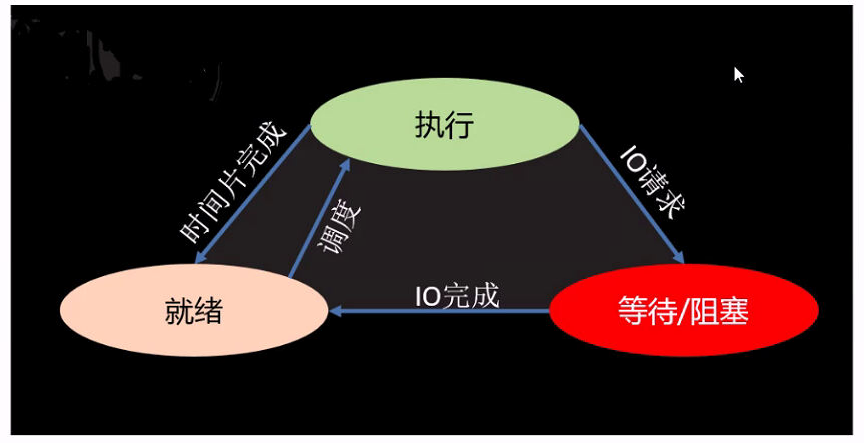 执行
时间片完成
调度
IO请求
就绪
IO完成
等待/阻塞